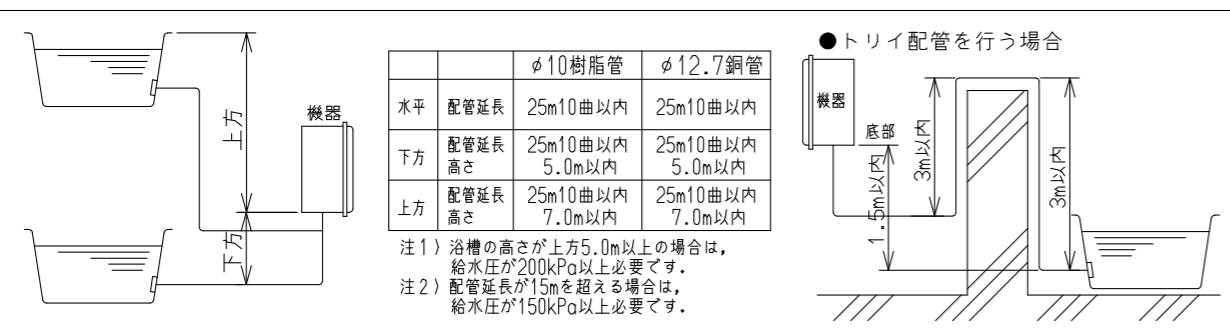 上方
下方
機器
φ10樹脂管 φ12.7銅管
水平 配管延長 25m10曲以内 25m10曲以内
下方 配管延長 25m10曲以内 25m10曲以内
高さ 5.0m以内 5.0m以内
上方 配管延長 25m10曲以内 25m10曲以内
高さ 7.0m以内 7.0m以内
注1) 浴槽の高さが上方5.0m以上の場合は,
給水圧が200kPa以上必要です.
注2) 配管延長が15mを超える場合は,
給水圧が150kPa以上必要です.
●トリイ配管を行う場合
機器
底部
1.5m以内
3m以内
3m以内